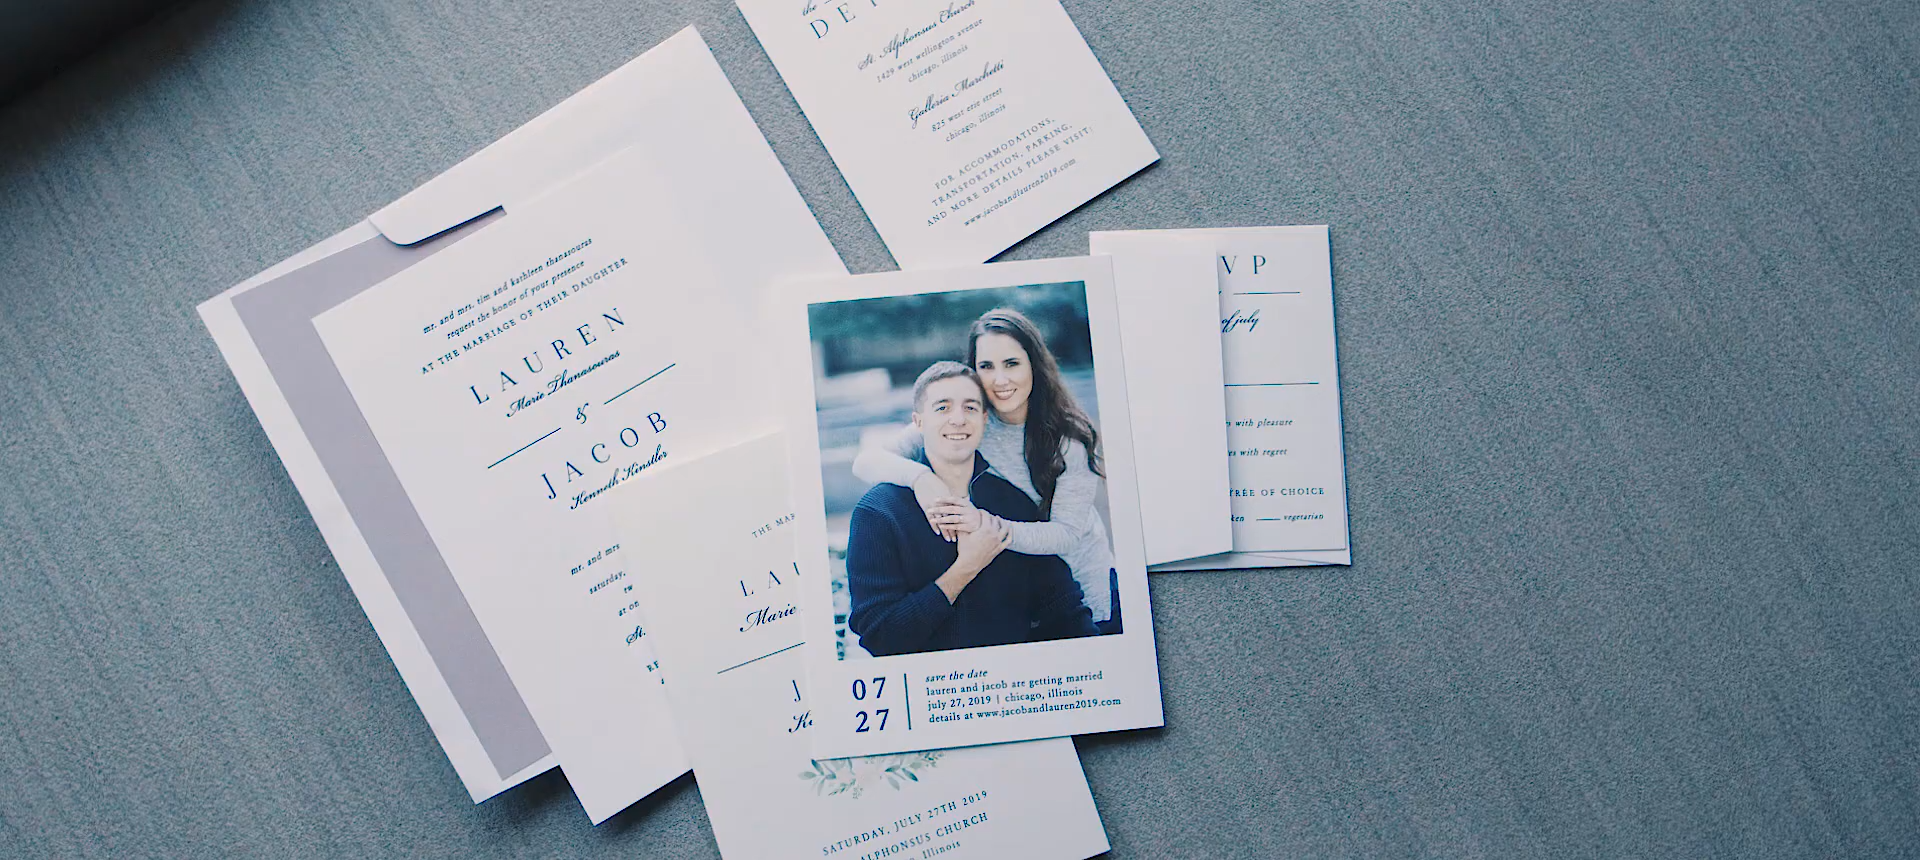 the
St. Alphonsus Church
1429 west wellington avenue
chicago, illinois
Galleria Marchetti
825 west erie street
chicago, illinois
FOR ACCOMMODATIONS,
TRANSPORTATION, PARKING,
AND MORE DETAILS PLEASE VISIT:
www.jacobandlauren2019.com
mr. and mrs. tim and kathleen thanasouras
request the honor of your presence
AT THE MARRIAGE OF THEIR DAUGHTER
LAUREN
Marie Thanasouras
&
JACOB
Kenneth Kinstler
mr. and mrs
saturday,
at on
St.
THE MAR
LAU
Marie
J
VP
of july
with pleasure
with regret
OF CHOICE
vegetarian
07
27
save the date
lauren and jacob are getting married
july 27, 2019 | chicago, illinois
details at www.jacobandlauren2019.com
SATURDAY, JULY 27TH 2019
ALPHONSUS CHURCH
Illinois